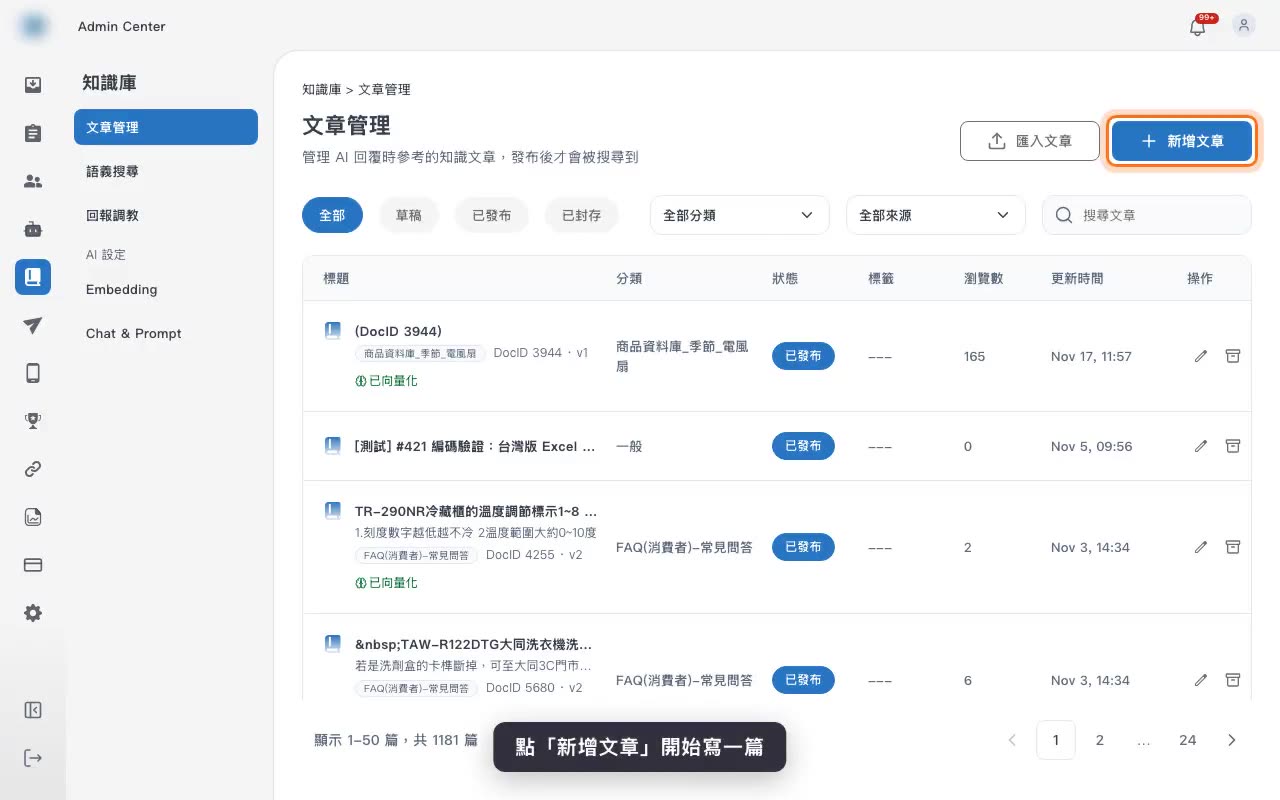 Admin Center
99+
知識庫
文章管理
語義搜尋
回報調教
AI 設定
Embedding
Chat & Prompt
知識庫 > 文章管理
文章管理
管理 AI 回覆時參考的知識文章，發布後才會被搜尋到
匯入文章
新增文章
全部 草稿 已發布 已封存 全部分類 全部來源 搜尋文章
標題 分類 狀態 標籤 瀏覽數 更新時間 操作
(DocID 3944)
商品資料庫_季節_電風扇 DocID 3944 · v1
已向量化
商品資料庫_季節_電風
扇
已發布 --- 165 Nov 17, 11:57
[測試] #421 編碼驗證：台灣版 Excel ... 一般 已發布 --- 0 Nov 5, 09:56
TR-290NR冷藏櫃的溫度調節標示1~8 ...
1.刻度數字越低越不冷 2溫度範圍大約0~10度
FAQ(消費者)-常見問答 DocID 4255 · v2
已向量化
FAQ(消費者)-常見問答 已發布 --- 2 Nov 3, 14:34
&nbsp;TAW-R122DTG大同洗衣機洗...
若是洗劑盒的卡榫斷掉，可至大同3C門市...
FAQ(消費者)-常見問答 DocID 5680 · v2
FAQ(消費者)-常見問答 已發布 --- 6 Nov 3, 14:34
顯示 1-50 篇，共 1181 篇
點「新增文章」開始寫一篇
1 2 ... 24